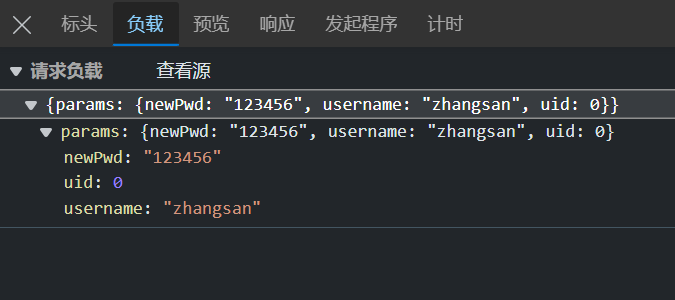 标头 负载 预览 响应 发起程序 计时
请求负载 查看源
{params: {newPwd: "123456", username: "zhangsan", uid: 0}}
params: {newPwd: "123456", username: "zhangsan", uid: 0}
newPwd: "123456"
uid: 0
username: "zhangsan"